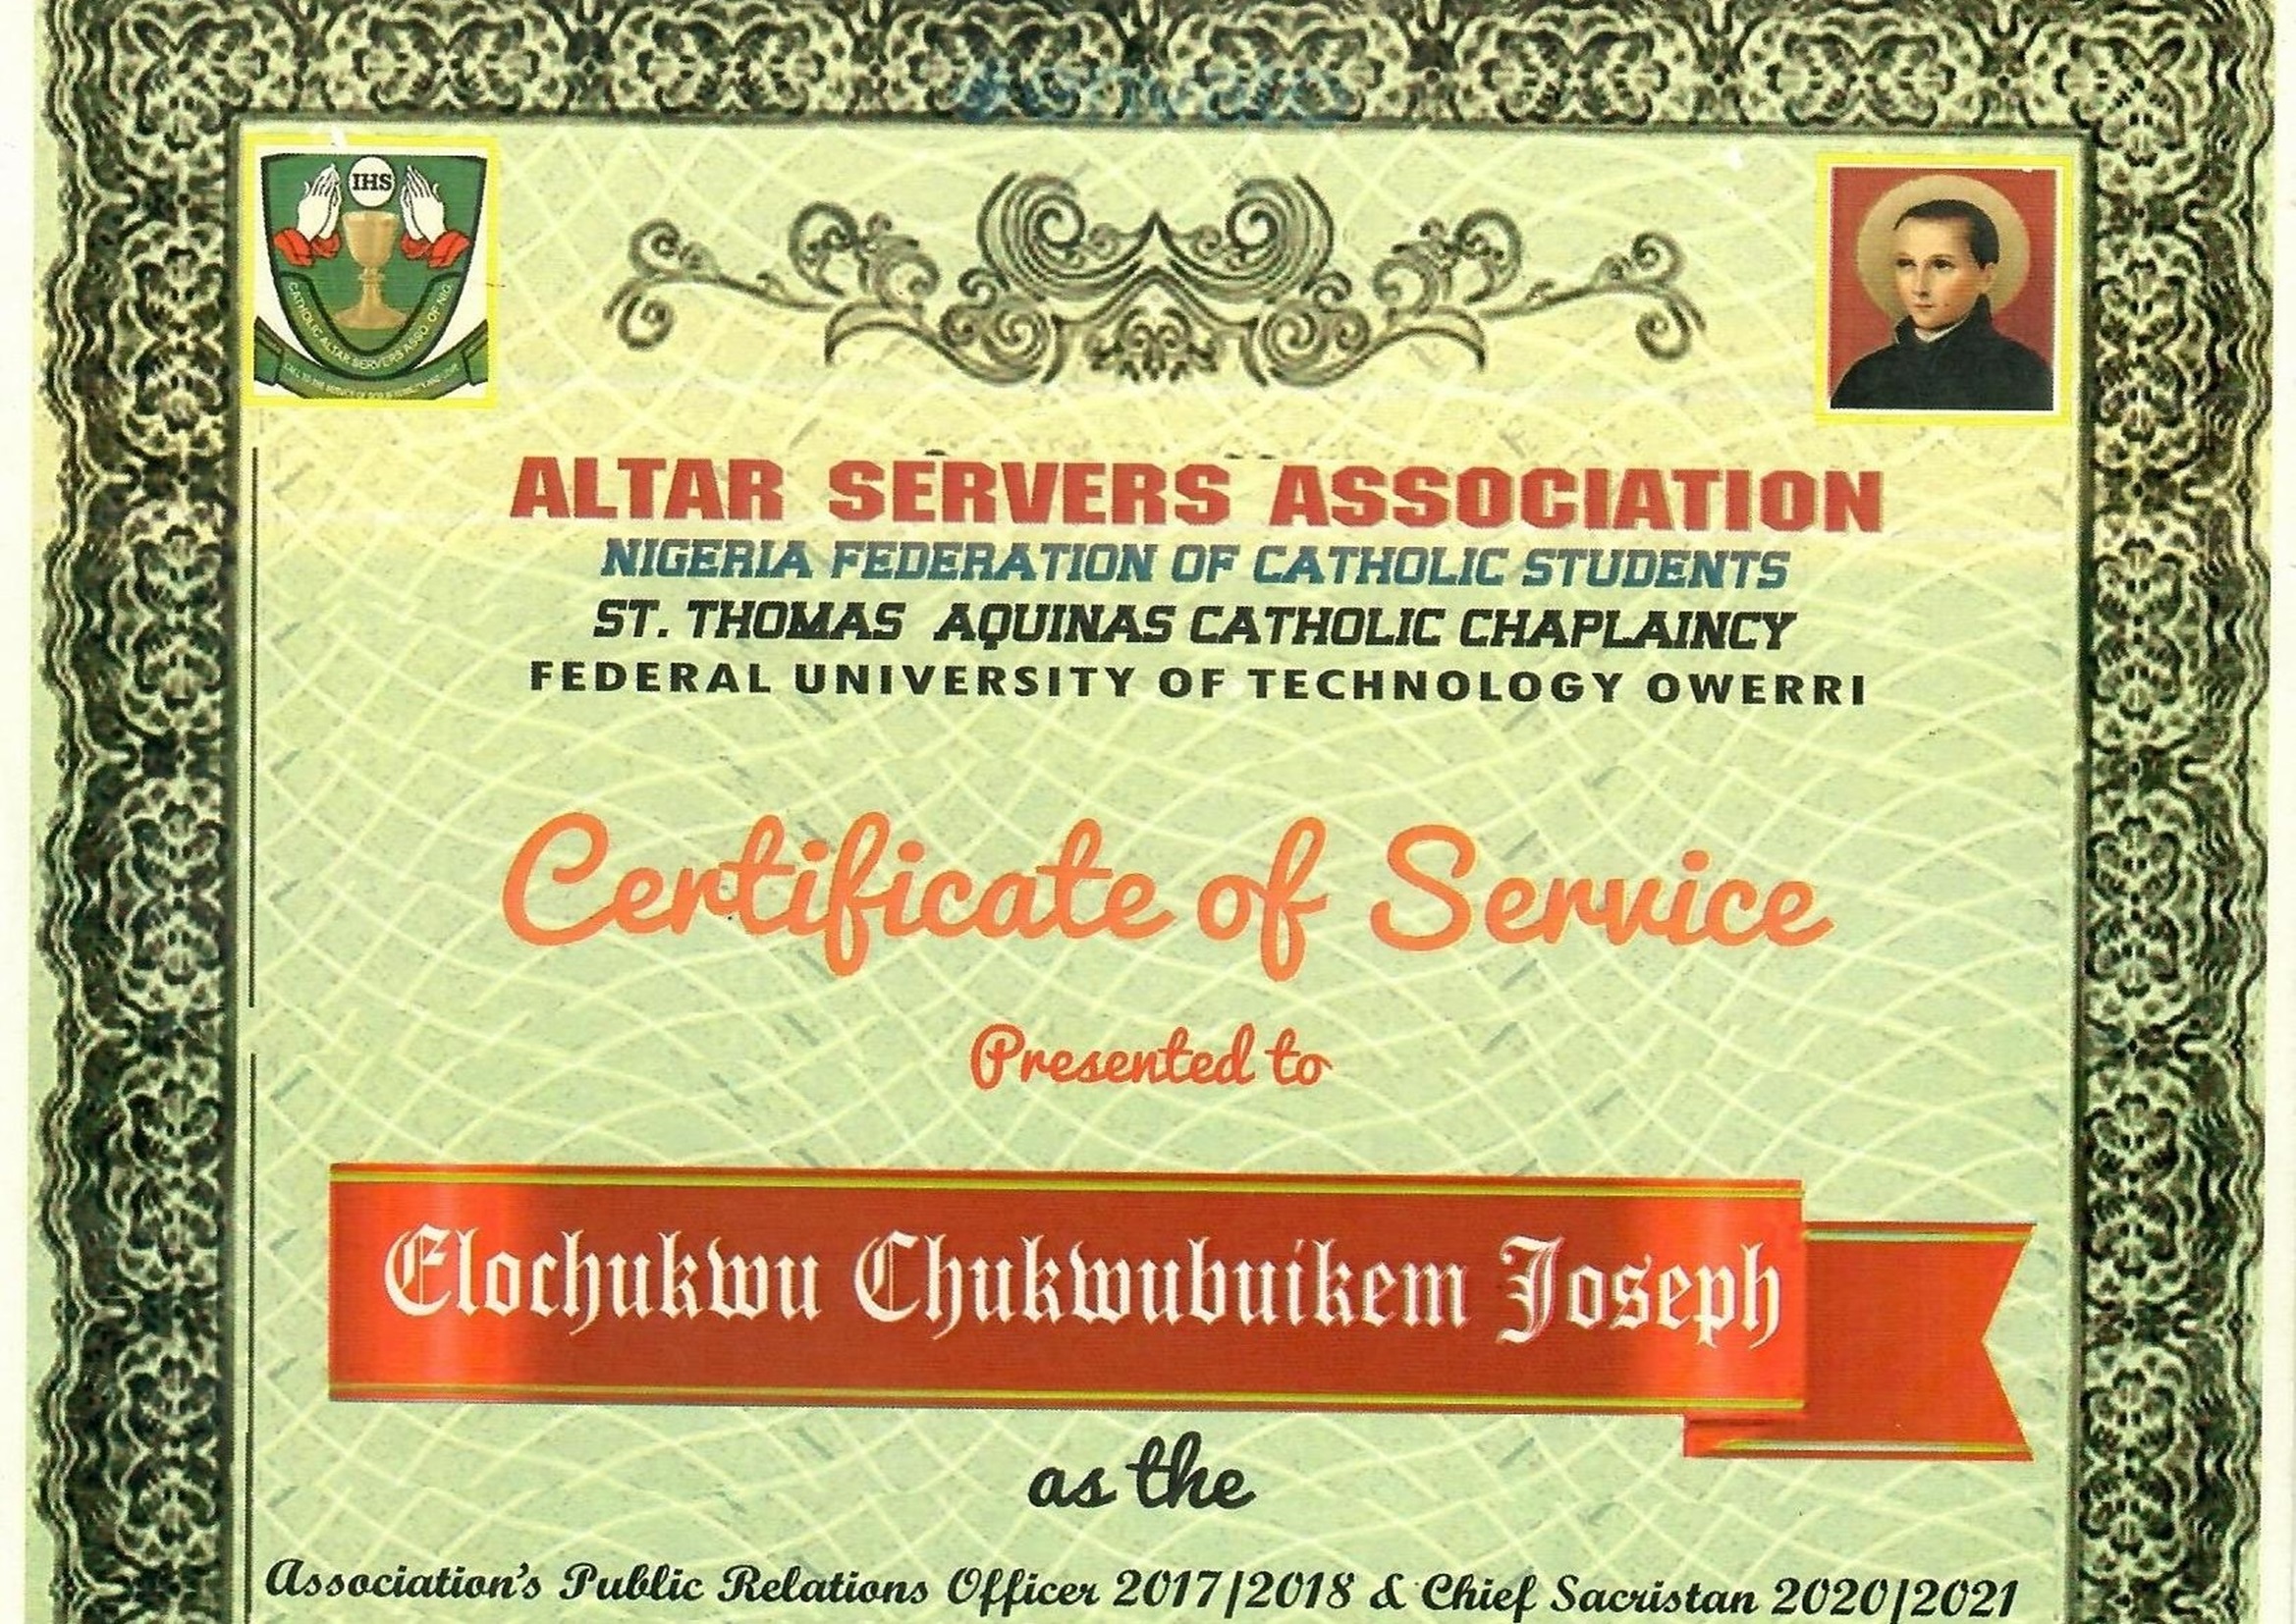 IHS
CATHOLIC ALTAR SERVERS ASSO. OF NIG
ALTAR SERVERS ASSOCIATION
NIGERIA FEDERATION OF CATHOLIC STUDENTS
ST. THOMAS AQUINAS CATHOLIC CHAPLAINCY
FEDERAL UNIVERSITY OF TECHNOLOGY OWERRI
Certificate of Service
Presented to
Elochukwu Chukwubuikem Joseph
as the
Association's Public Relations Officer 2017/2018 & Chief Sacristan 2020/2021